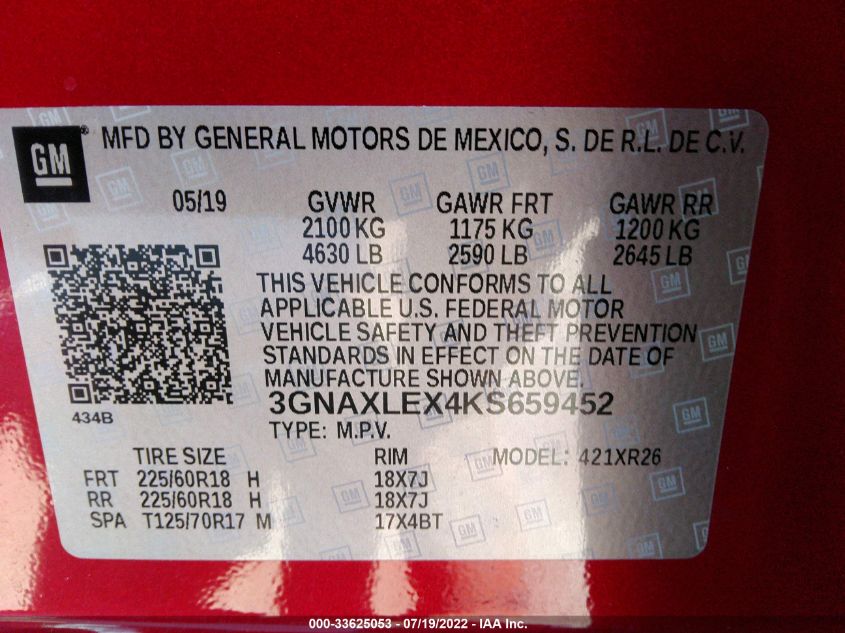 GM ® MFD BY GENERAL MOTORS DE MEXICO, S. DE R.L. DE C.V.
05/19 GVWR GAWR FRT GAWR RR
2100 KG 1175 KG 1200 KG
4630 LB 2590 LB 2645 LB
THIS VEHICLE CONFORMS TO ALL
APPLICABLE U.S. FEDERAL MOTOR
VEHICLE SAFETY AND THEFT PREVENTION
STANDARDS IN EFFECT ON THE DATE OF
MANUFACTURE SHOWN ABOVE.
434B 3GNAXLEX4KS659452
TYPE: M.P.V.
TIRE SIZE RIM MODEL: 421XR26
FRT 225/60R18 H 18X7J
RR 225/60R18 H 18X7J
SPA T125/70R17 M 17X4BT
000-33625053 - 07/19/2022 - IAA Inc.